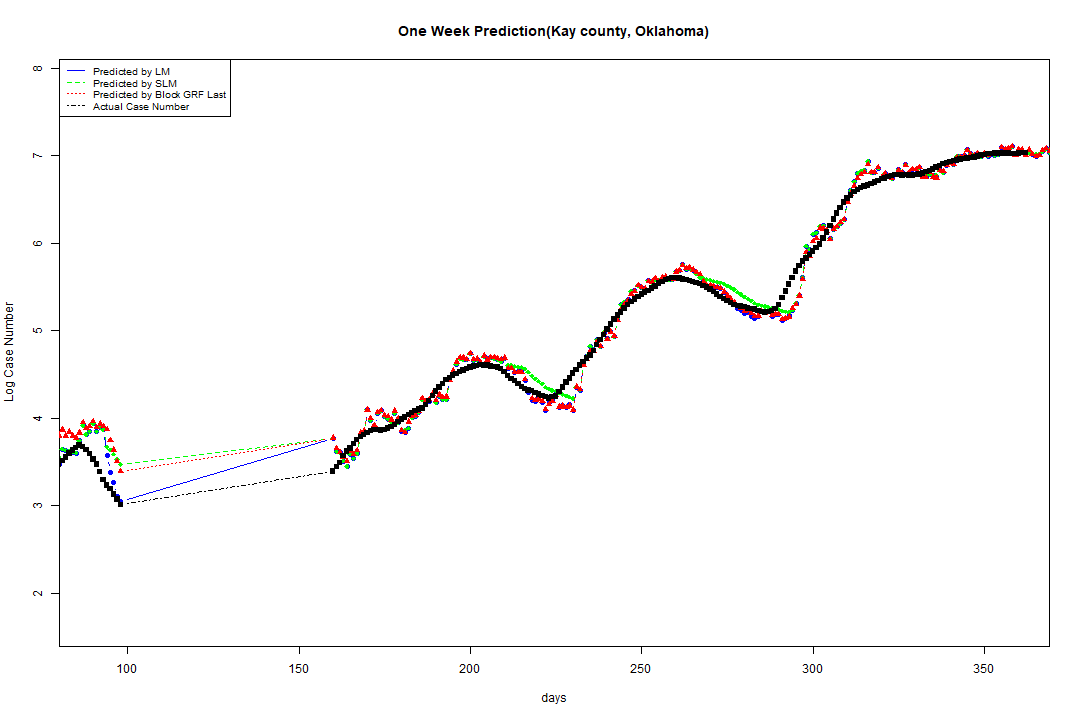 One Week Prediction(Kay county, Oklahoma)
Predicted by LM
Predicted by SLM
Predicted by Block GRF Last
Actual Case Number
8
7
6
5
4
3
2
Log Case Number
100 150 200 250 300 350
days